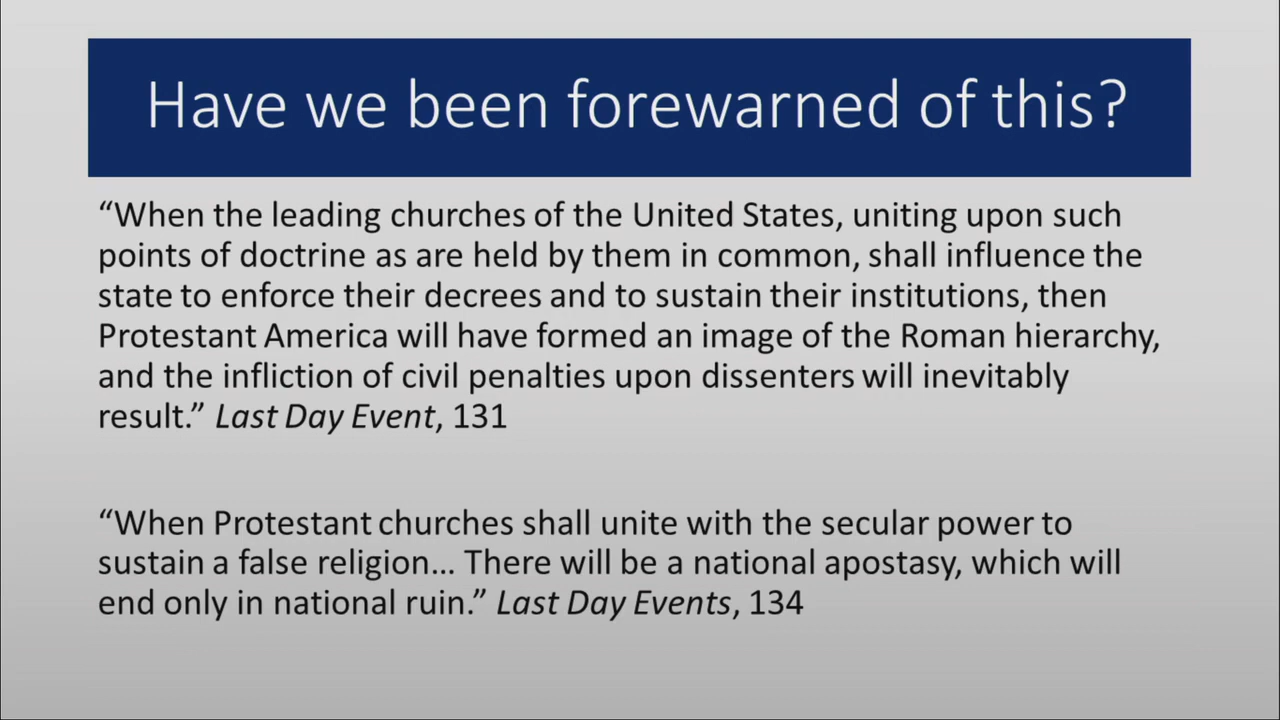 Have we been forewarned of this?
“When the leading churches of the United States, uniting upon such
points of doctrine as are held by them in common, shall influence the
state to enforce their decrees and to sustain their institutions, then
Protestant America will have formed an image of the Roman hierarchy,
and the infliction of civil penalties upon dissenters will inevitably
result.” Last Day Event, 131
“When Protestant churches shall unite with the secular power to
sustain a false religion… There will be a national apostasy, which will
end only in national ruin.” Last Day Events, 134